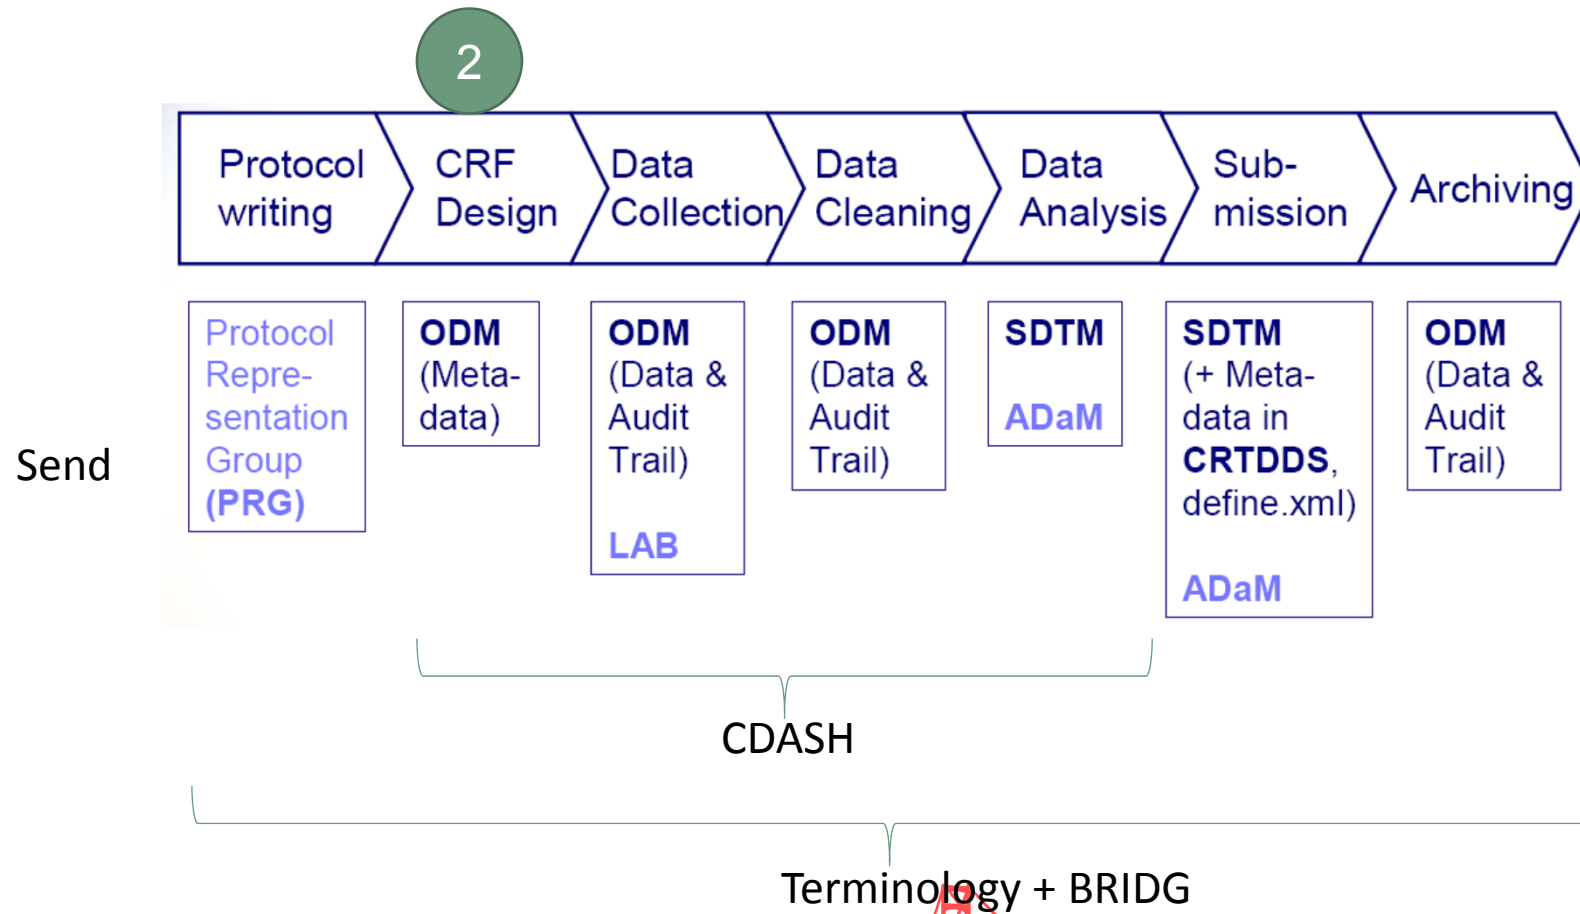 2
Protocol
writing
CRF
Design
Data
Collection
Data
Cleaning
Data
Analysis
Sub-
mission
Archiving
Send
Protocol
Repre-
sentation
Group
(PRG)
ODM
(Meta-
data)
ODM
(Data &
Audit
Trail)
LAB
ODM
(Data &
Audit
Trail)
SDTM
ADaM
SDTM
(+ Meta-
data in
CRTDDS,
define.xml)
ADaM
ODM
(Data &
Audit
Trail)
CDASH
Terminology + BRIDG